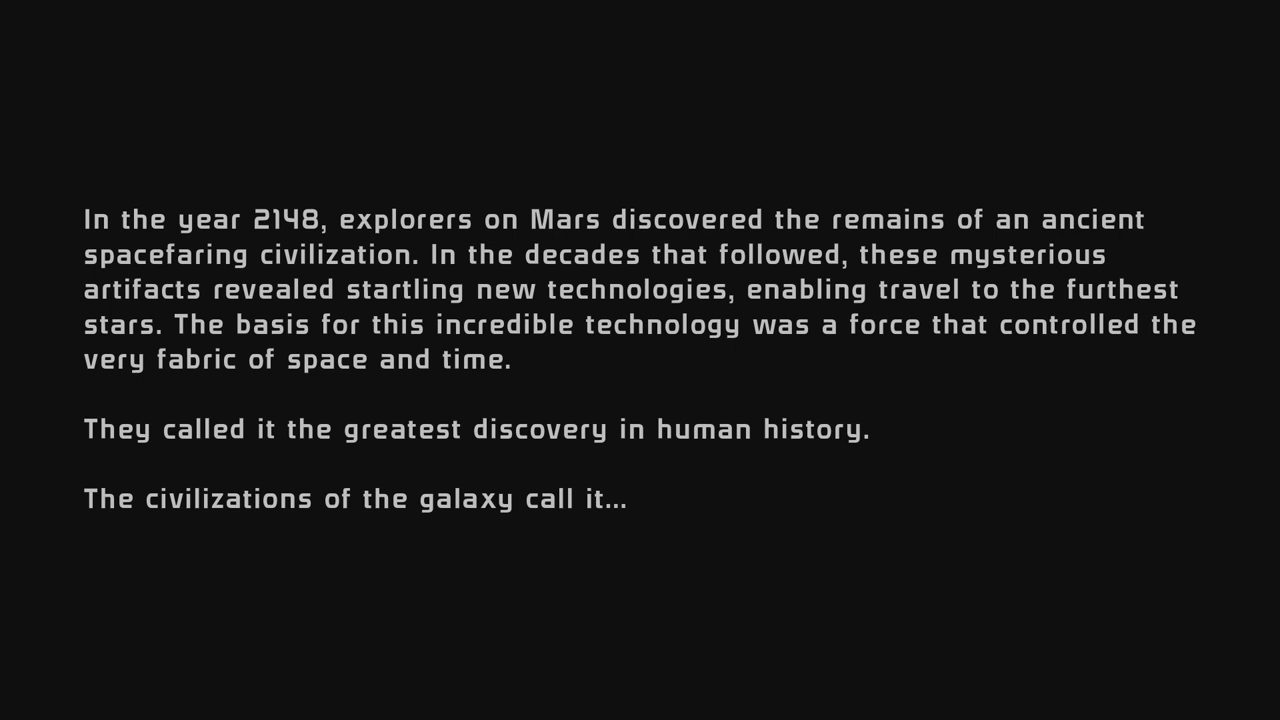 In the year 2148, explorers on Mars discovered the remains of an ancient
spacefaring civilization. In the decades that followed, these mysterious
artifacts revealed startling new technologies, enabling travel to the furthest
stars. The basis for this incredible technology was a force that controlled the
very fabric of space and time.
They called it the greatest discovery in human history.
The civilizations of the galaxy call it...